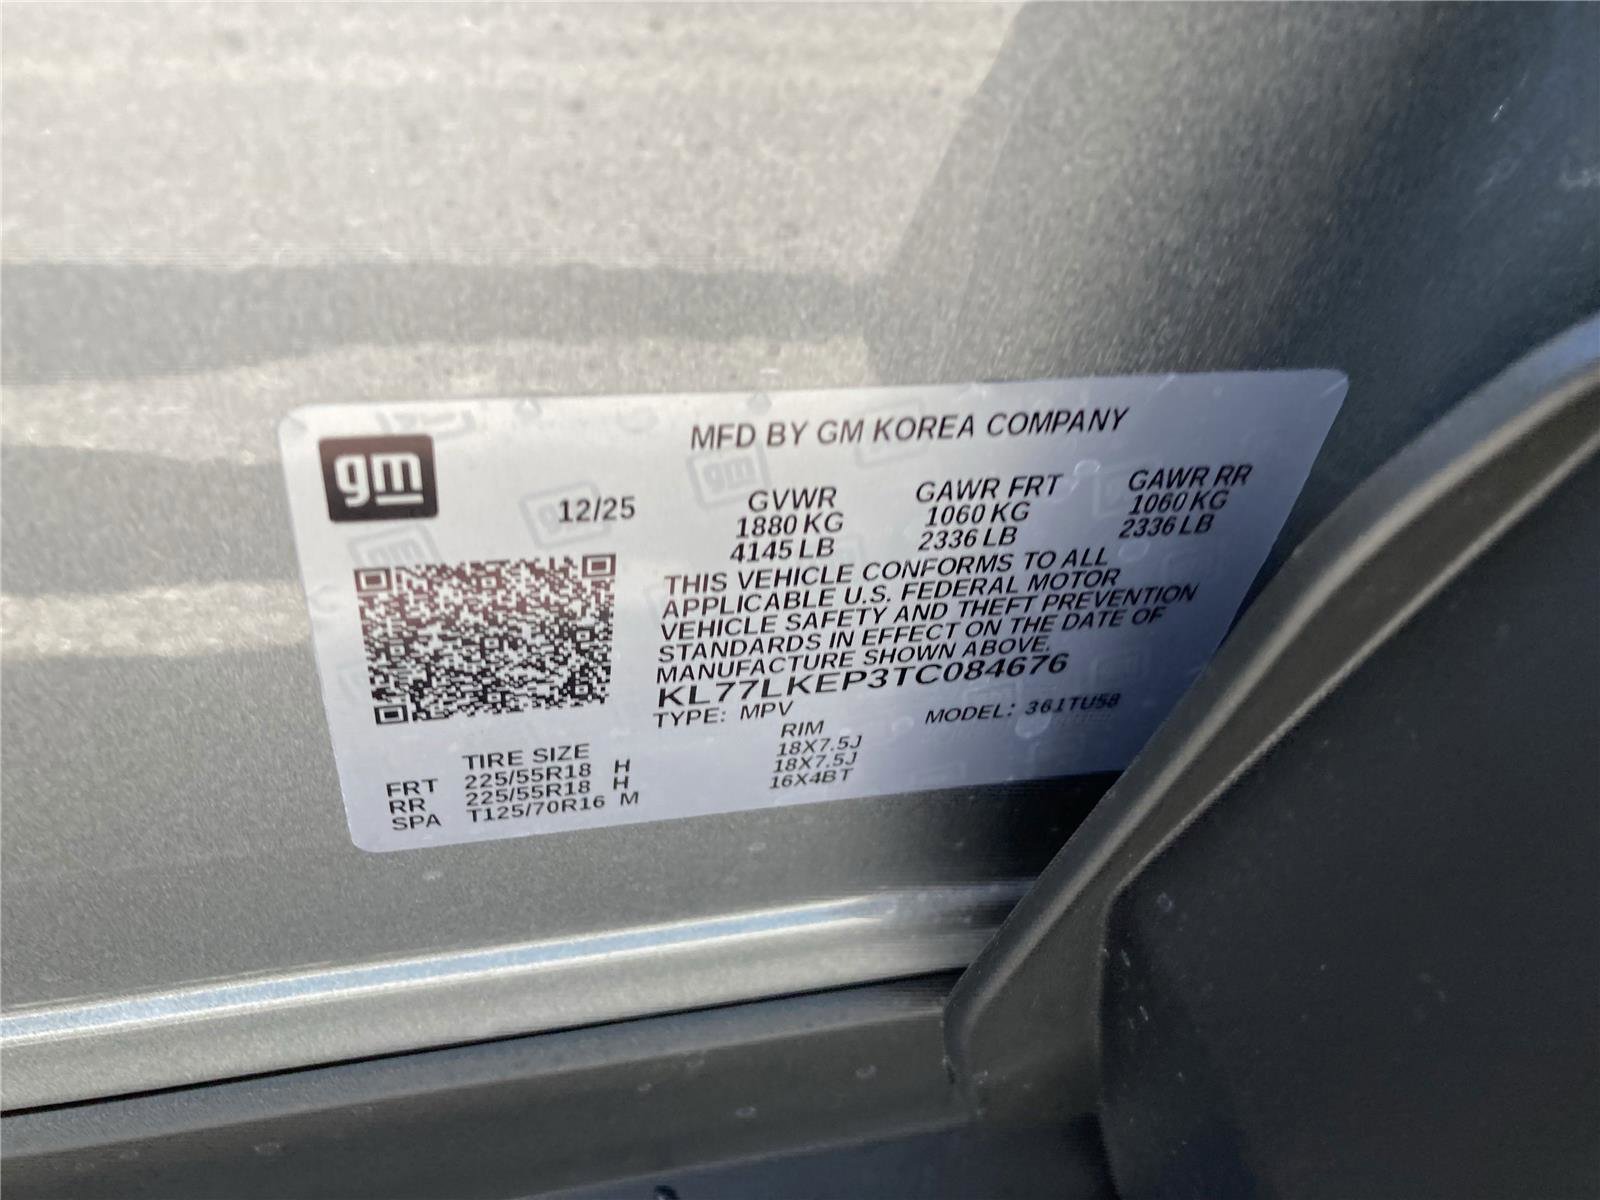 gm
MFD BY GM KOREA COMPANY
12/25 GVWR GAWR FRT GAWR RR
1880 KG 1060 KG 1060 KG
4145 LB 2336 LB 2336 LB
THIS VEHICLE CONFORMS TO ALL
APPLICABLE U.S. FEDERAL MOTOR
VEHICLE SAFETY AND THEFT PREVENTION
STANDARDS IN EFFECT ON THE DATE OF
MANUFACTURE SHOWN ABOVE.
KL77LKEP3TC084676
TYPE: MPV MODEL: 361TU58
TIRE SIZE RIM
FRT 225/55R18 H 18X7.5J
RR 225/55R18 H 18X7.5J
SPA T125/70R16 M 16X4BT